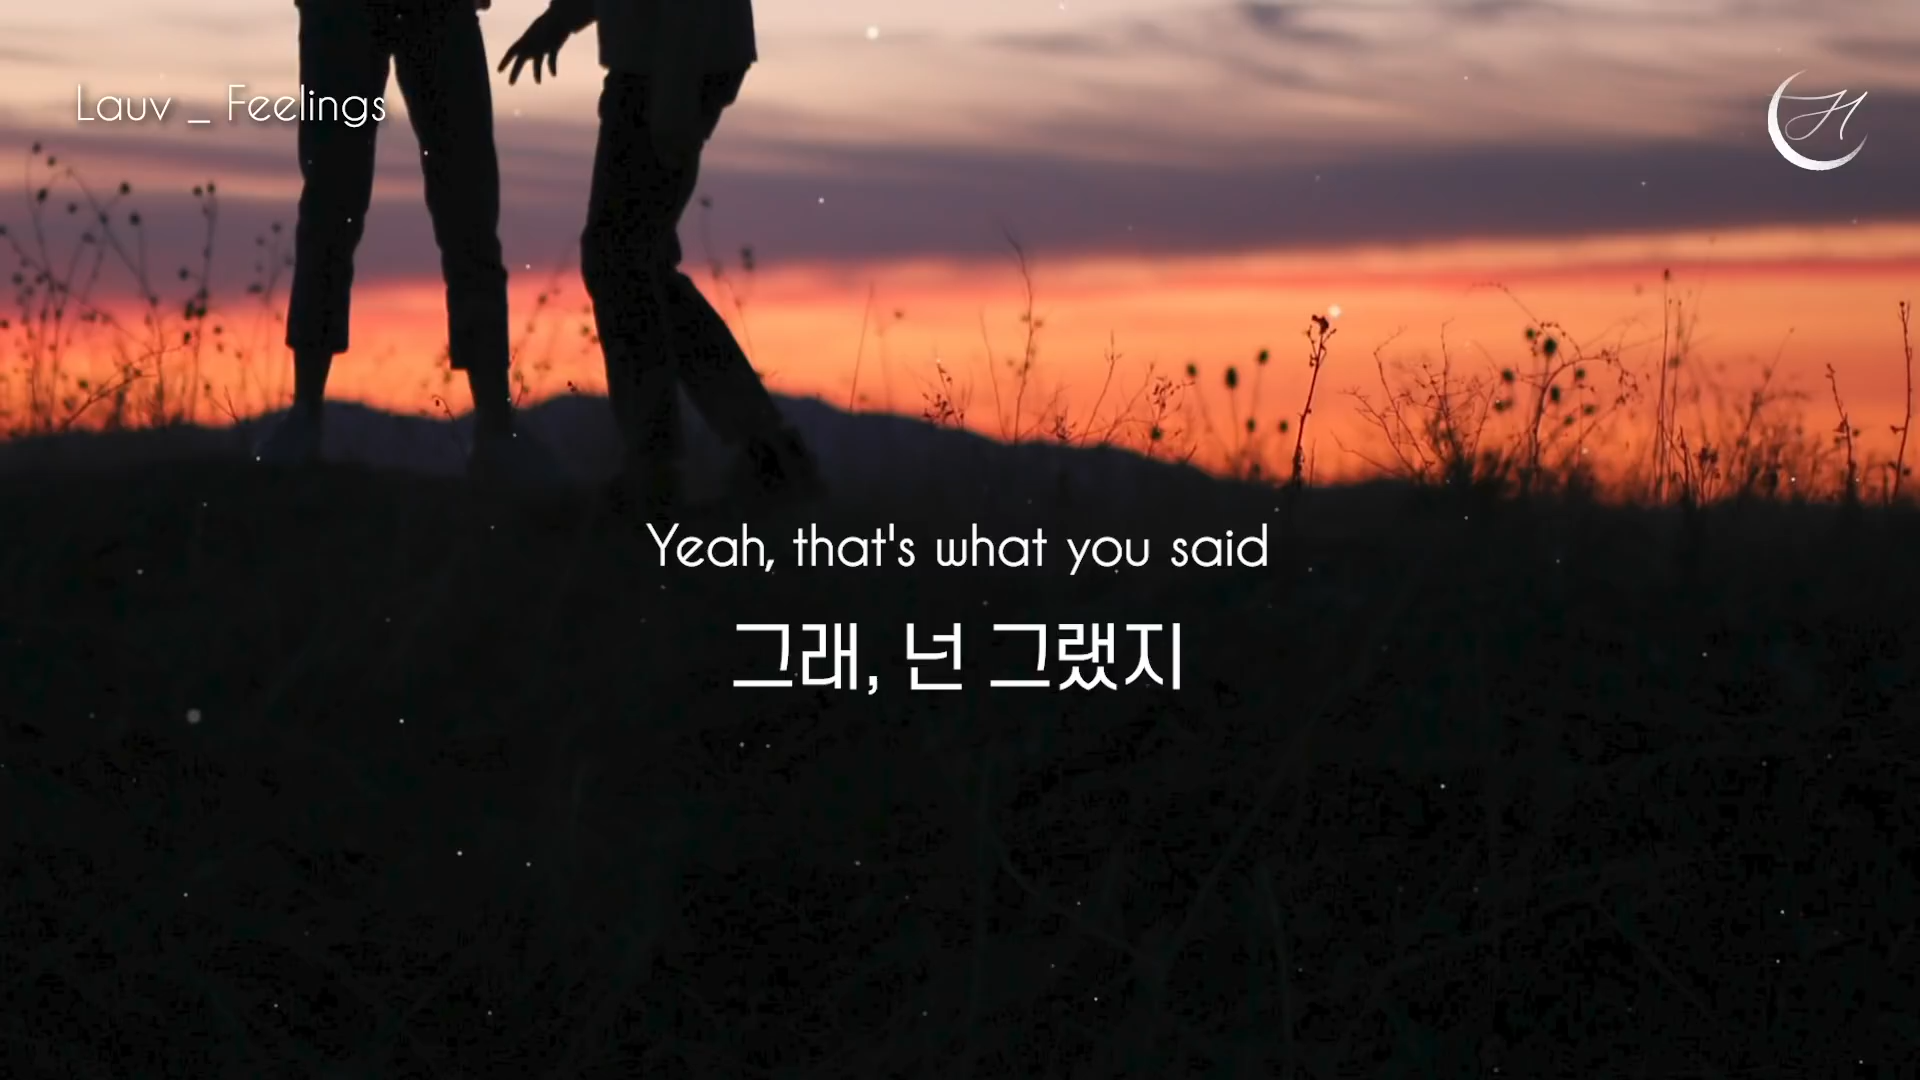 Lauv _ Feelings
Yeah, that's what you said
그래, 넌 그랬지